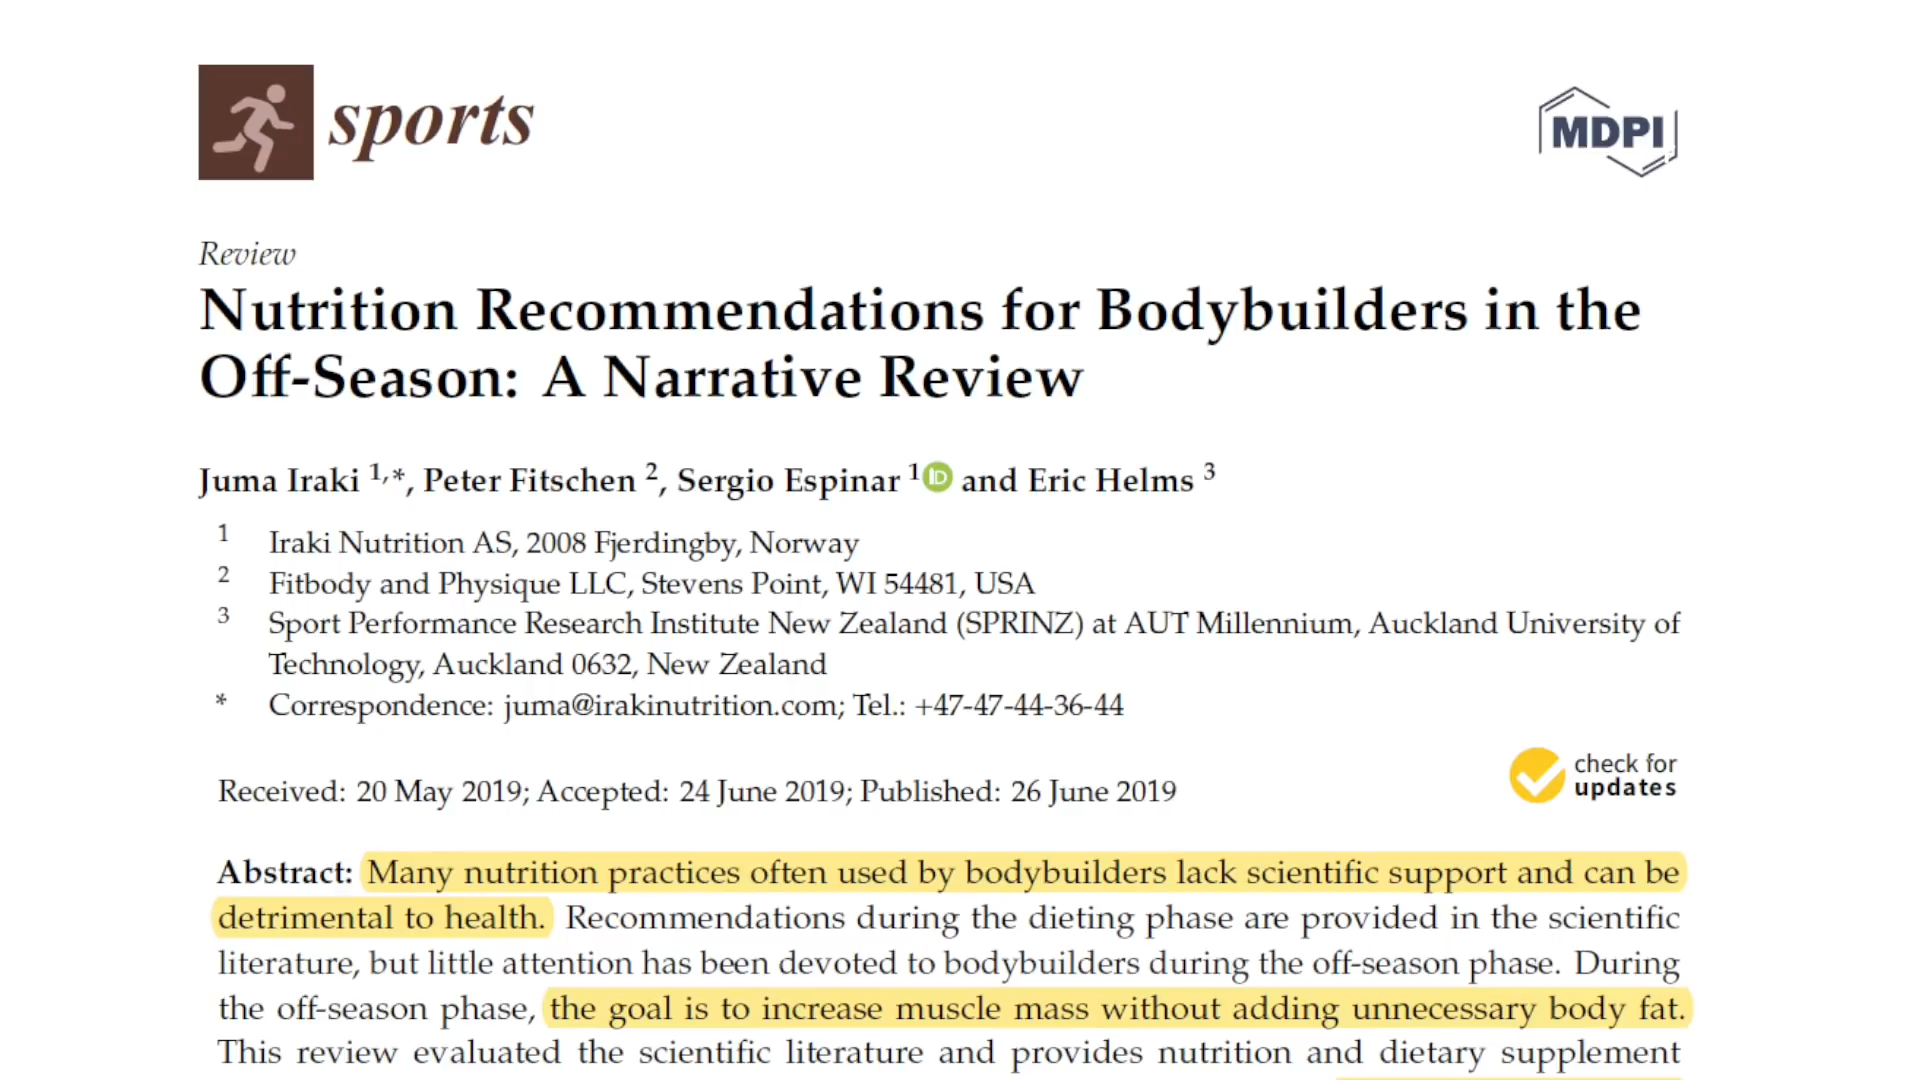 sports
MDPI
Review
Nutrition Recommendations for Bodybuilders in the
Off-Season: A Narrative Review
Juma Iraki 1,*, Peter Fitschen 2, Sergio Espinar 1 iD and Eric Helms 3
1 Iraki Nutrition AS, 2008 Fjerdingby, Norway
2 Fitbody and Physique LLC, Stevens Point, WI 54481, USA
3 Sport Performance Research Institute New Zealand (SPRINZ) at AUT Millennium, Auckland University of
Technology, Auckland 0632, New Zealand
* Correspondence: juma@irakinutrition.com; Tel.: +47-47-44-36-44
check for
updates
Received: 20 May 2019; Accepted: 24 June 2019; Published: 26 June 2019
Abstract: Many nutrition practices often used by bodybuilders lack scientific support and can be
detrimental to health. Recommendations during the dieting phase are provided in the scientific
literature, but little attention has been devoted to bodybuilders during the off-season phase. During
the off-season phase, the goal is to increase muscle mass without adding unnecessary body fat.
This review evaluated the scientific literature and provides nutrition and dietary supplement